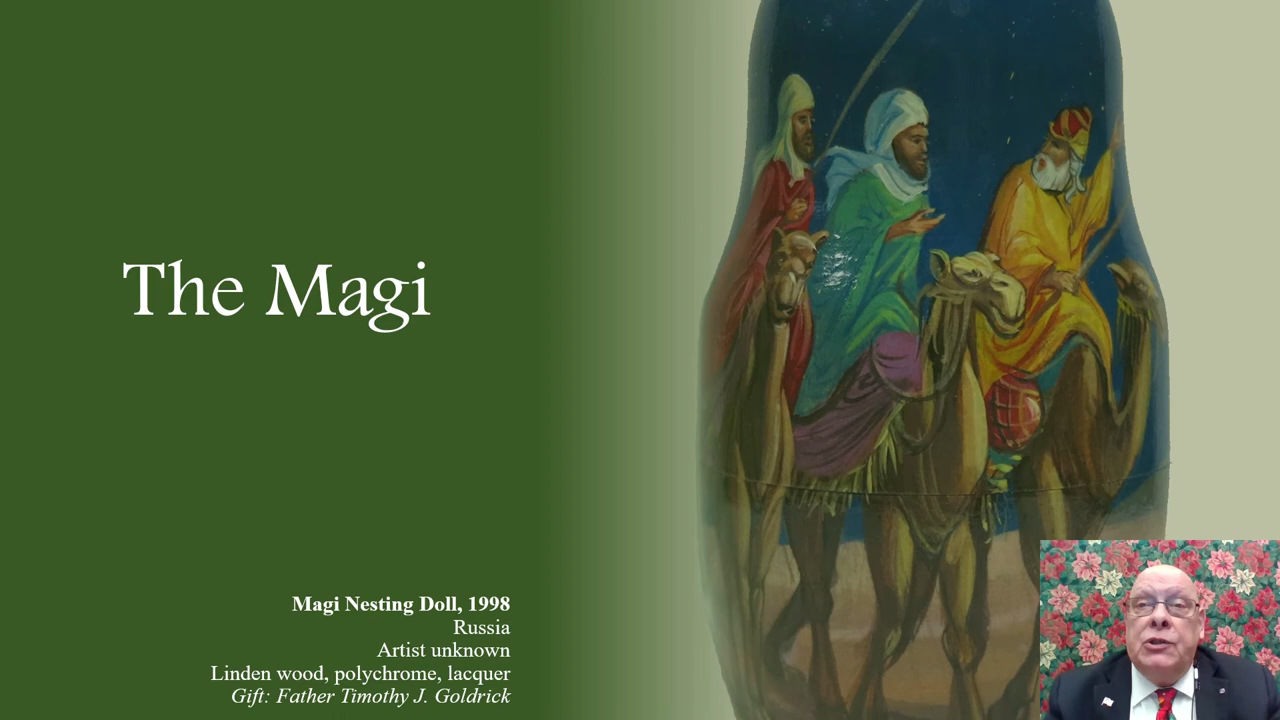 The Magi
Magi Nesting Doll, 1998
Russia
Artist unknown
Linden wood, polychrome, lacquer
Gift: Father Timothy J. Goldrick